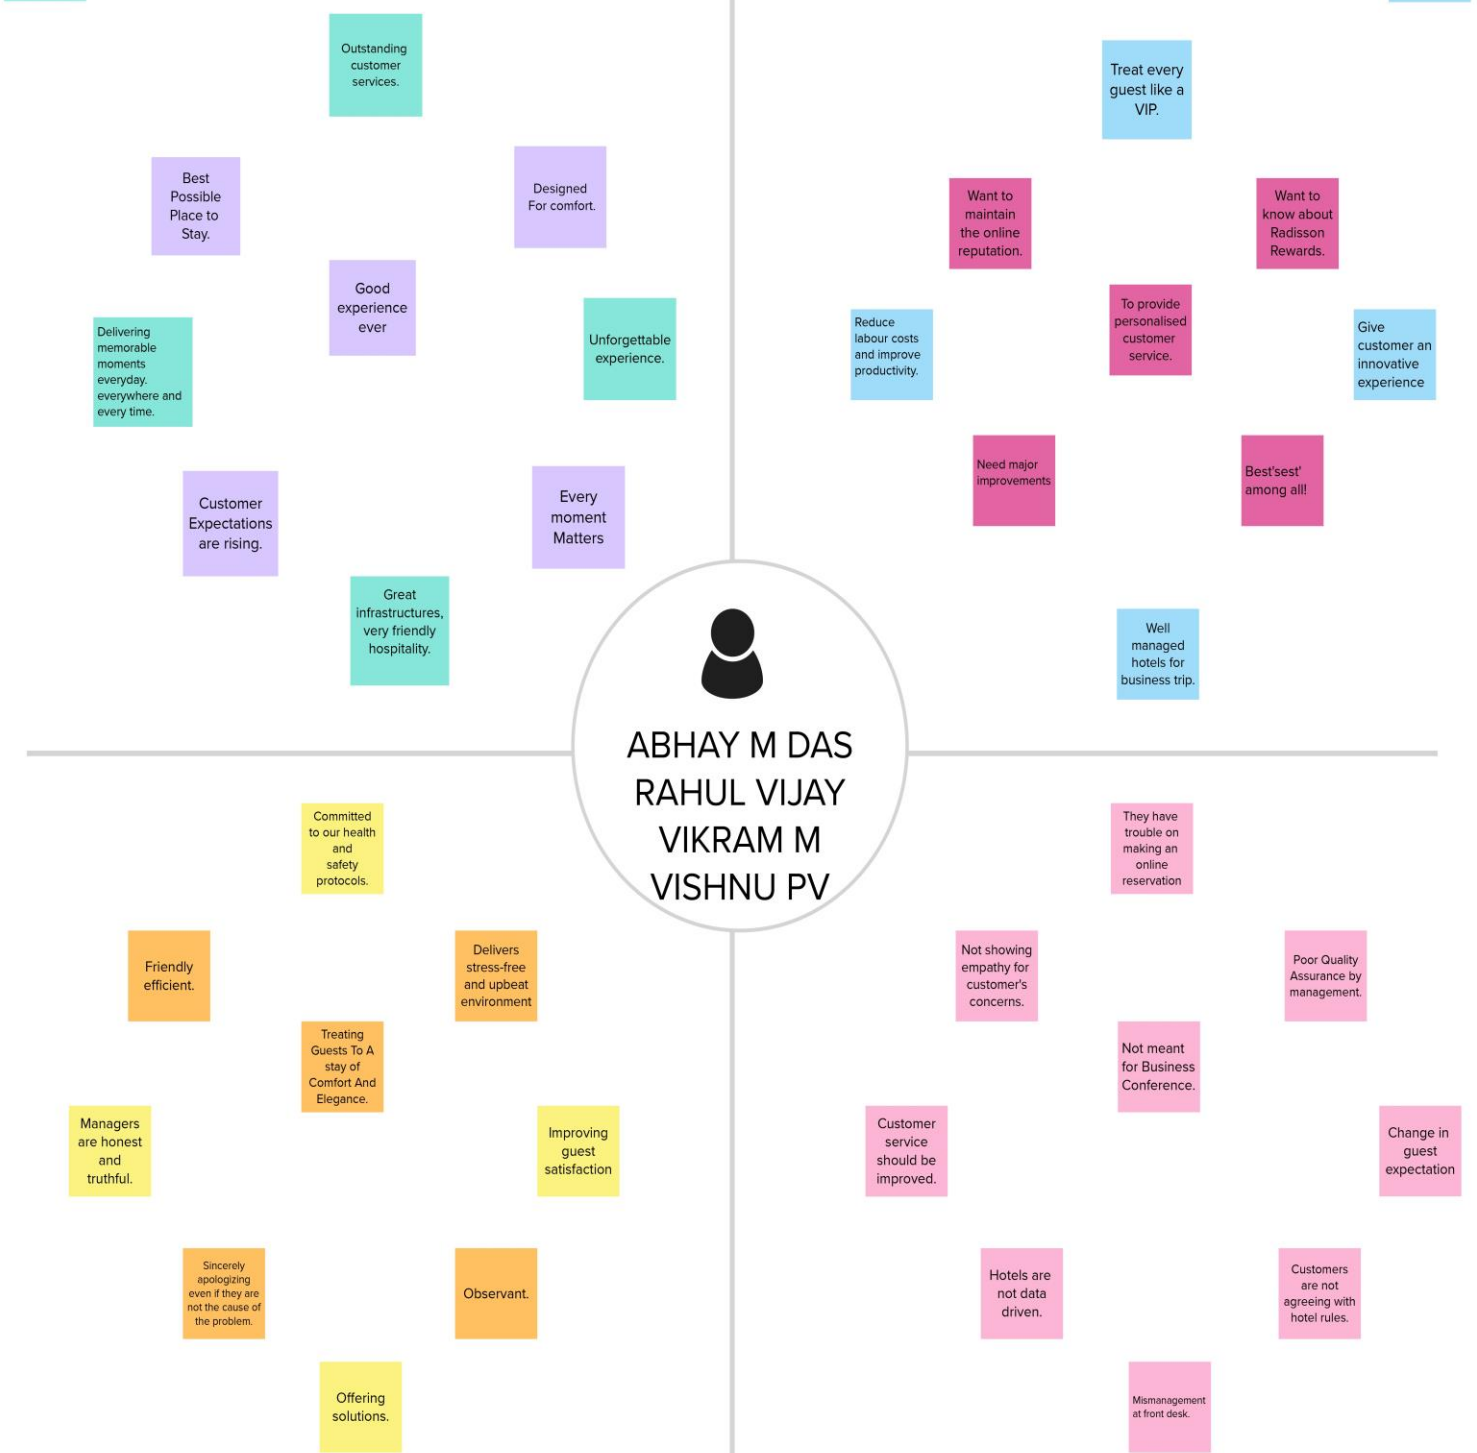 Outstanding
customer
services.
Best
Possible
Place to
Stay.
Designed
For comfort.
Good
experience
ever
Delivering
memorable
moments
everyday.
everywhere and
every time.
Unforgettable
experience.
Customer
Expectations
are rising.
Every
moment
Matters
Great
infrastructures,
very friendly
hospitality.
Treat every
guest like a
VIP.
Want to
maintain
the online
reputation.
Want to
know about
Radisson
Rewards.
To provide
personalised
customer
service.
Reduce
labour costs
and improve
productivity.
Give
customer an
innovative
experience
Need major
improvements
Best'sest'
among all!
Well
managed
hotels for
business trip.
ABHAY M DAS
RAHUL VIJAY
VIKRAM M
VISHNU PV
Committed
to our health
and
safety
protocols.
Friendly
efficient.
Delivers
stress-free
and upbeat
environment
Treating
Guests To A
stay of
Comfort And
Elegance.
Managers
are honest
and
truthful.
Improving
guest
satisfaction
Sincerely
apologizing
even if they are
not the cause of
the problem.
Observant.
Offering
solutions.
They have
trouble on
making an
online
reservation
Not showing
empathy for
customer's
concerns.
Poor Quality
Assurance by
management.
Not meant
for Business
Conference.
Customer
service
should be
improved.
Change in
guest
expectation
Hotels are
not data
driven.
Customers
are not
agreeing with
hotel rules.
Mismanagement
at front desk.